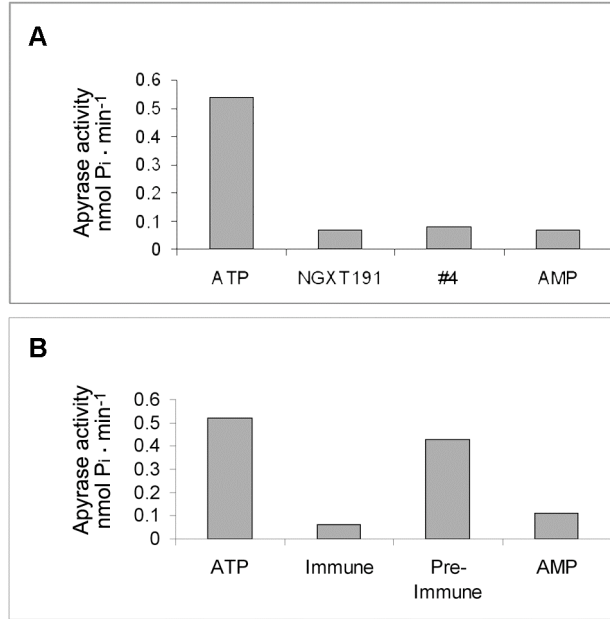 A
Apyrase activity
nmol Pi · min-1
0.6
0.5
0.4
0.3
0.2
0.1
0
ATP NGXT191 #4 AMP
B
Apyrase activity
nmol Pi · min-1
0.6
0.5
0.4
0.3
0.2
0.1
0
ATP Immune Pre- AMP
Immune